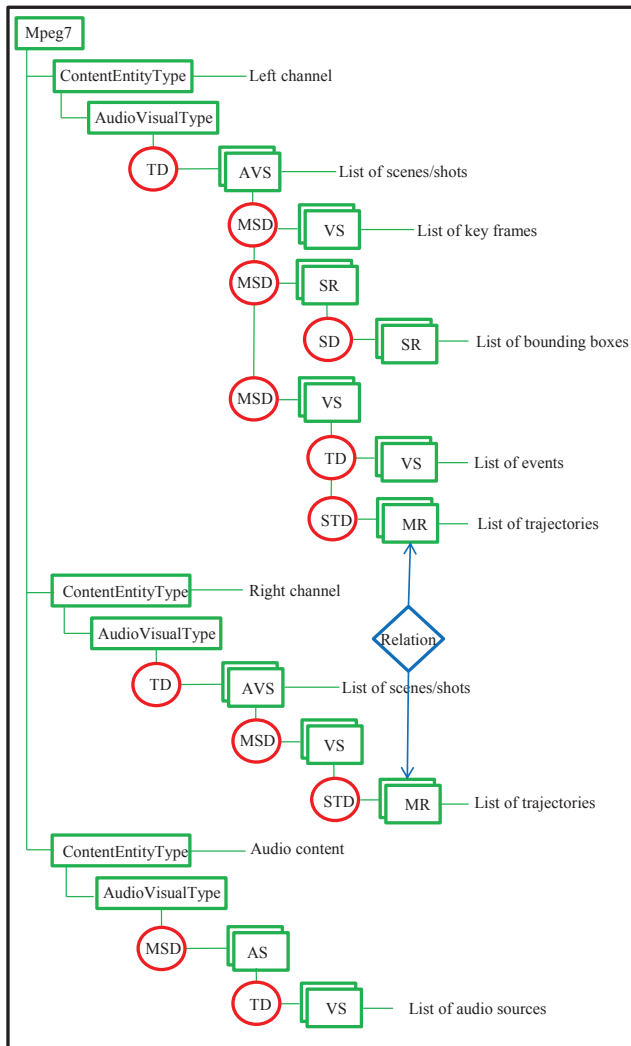 Mpeg7
ContentEntityType Left channel
AudioVisualType
TD AVS List of scenes/shots
MSD VS List of key frames
MSD SR
SD SR List of bounding boxes
MSD VS
TD VS List of events
STD MR List of trajectories
ContentEntityType Right channel
AudioVisualType Relation
TD AVS List of scenes/shots
MSD VS
STD MR List of trajectories
ContentEntityType Audio content
AudioVisualType
MSD AS
TD VS List of audio sources